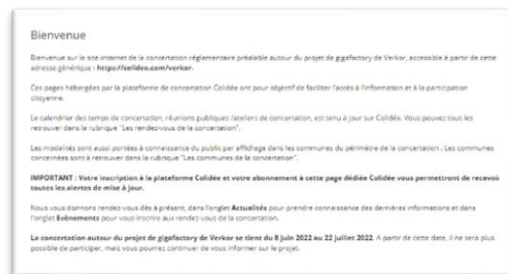 Bienvenue
Bienvenue sur le site internet de la concertation réglementaire préalable autour du projet de gigafactory de Verkor, accessible à partir de cette
adresse générique : https://colidee.com/verkor.
Ces pages hébergées par la plateforme de concertation Colidée ont pour objectif de faciliter l'accès à l'information et à la participation
citoyenne.
Le calendrier des temps de concertation, réunions publiques /ateliers de concertation, est tenu à jour sur Colidée. Vous pouvez tous les
retrouver dans la rubrique "Les rendez-vous de la concertation".
Les modalités sont aussi portées à connaissance du public par affichage dans les communes du périmètre de la concertation . Les communes
concernées sont à retrouver dans la rubrique "Les communes de la concertation".
IMPORTANT : Votre inscription à la plateforme Colidée et votre abonnement à cette page dédiée Colidée vous permettront de recevoir
toutes les alertes de mise à jour.
Nous vous donnons rendez-vous dès à présent, dans l'onglet Actualités pour prendre connaissance des dernières informations et dans
l'onglet Evènements pour vous inscrire aux rendez-vous de la concertation.
La concertation autour du projet de gigafactory de Verkor se tient du 8 juin 2022 au 22 juillet 2022. A partir de cette date, il ne sera plus
possible de participer, mais vous pourrez continuer de vous informer sur le projet.